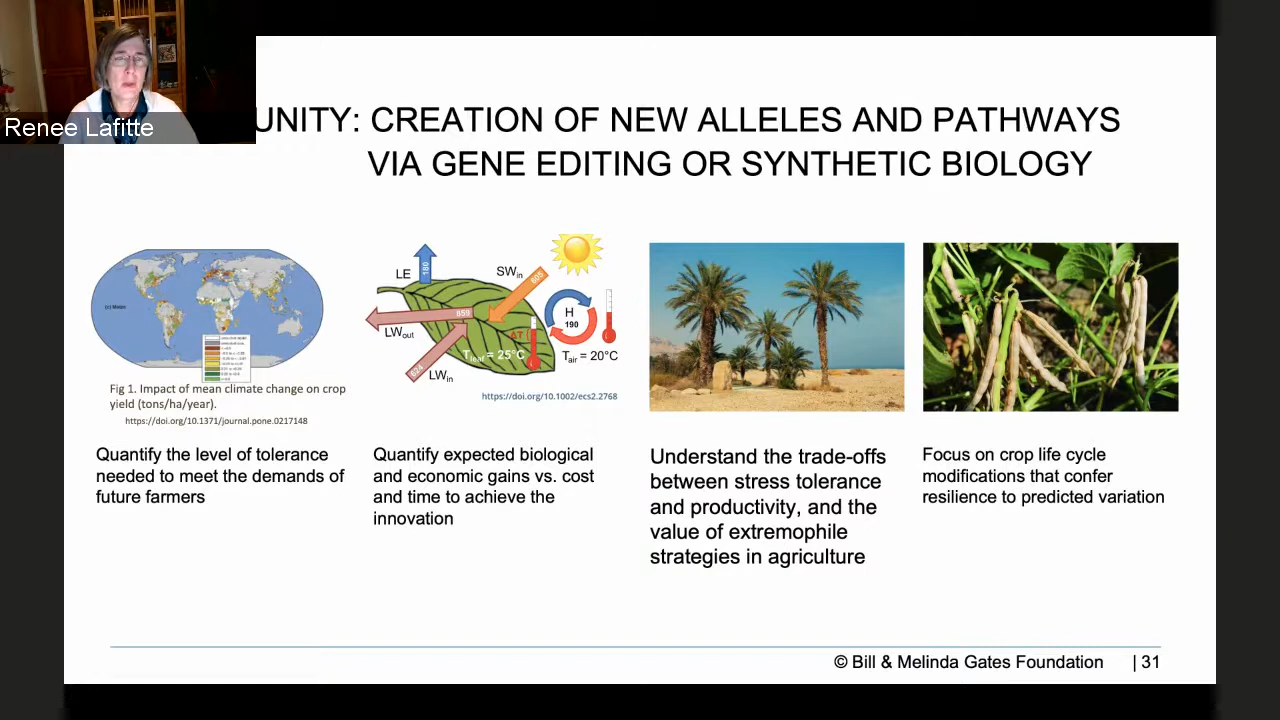 Renee Lafitte
UNITY: CREATION OF NEW ALLELES AND PATHWAYS
VIA GENE EDITING OR SYNTHETIC BIOLOGY
Fig 1. Impact of mean climate change on crop
yield (tons/ha/year).
https://doi.org/10.1371/journal.pone.0217148
LE
180
SWin
605
859
LWout
H
190
ΔT
Tleaf = 25°C
Tair = 20°C
624
LWin
https://doi.org/10.1002/ecs2.2768
Quantify the level of tolerance
needed to meet the demands of
future farmers
Quantify expected biological
and economic gains vs. cost
and time to achieve the
innovation
Understand the trade-offs
between stress tolerance
and productivity, and the
value of extremophile
strategies in agriculture
Focus on crop life cycle
modifications that confer
resilience to predicted variation
© Bill & Melinda Gates Foundation | 31